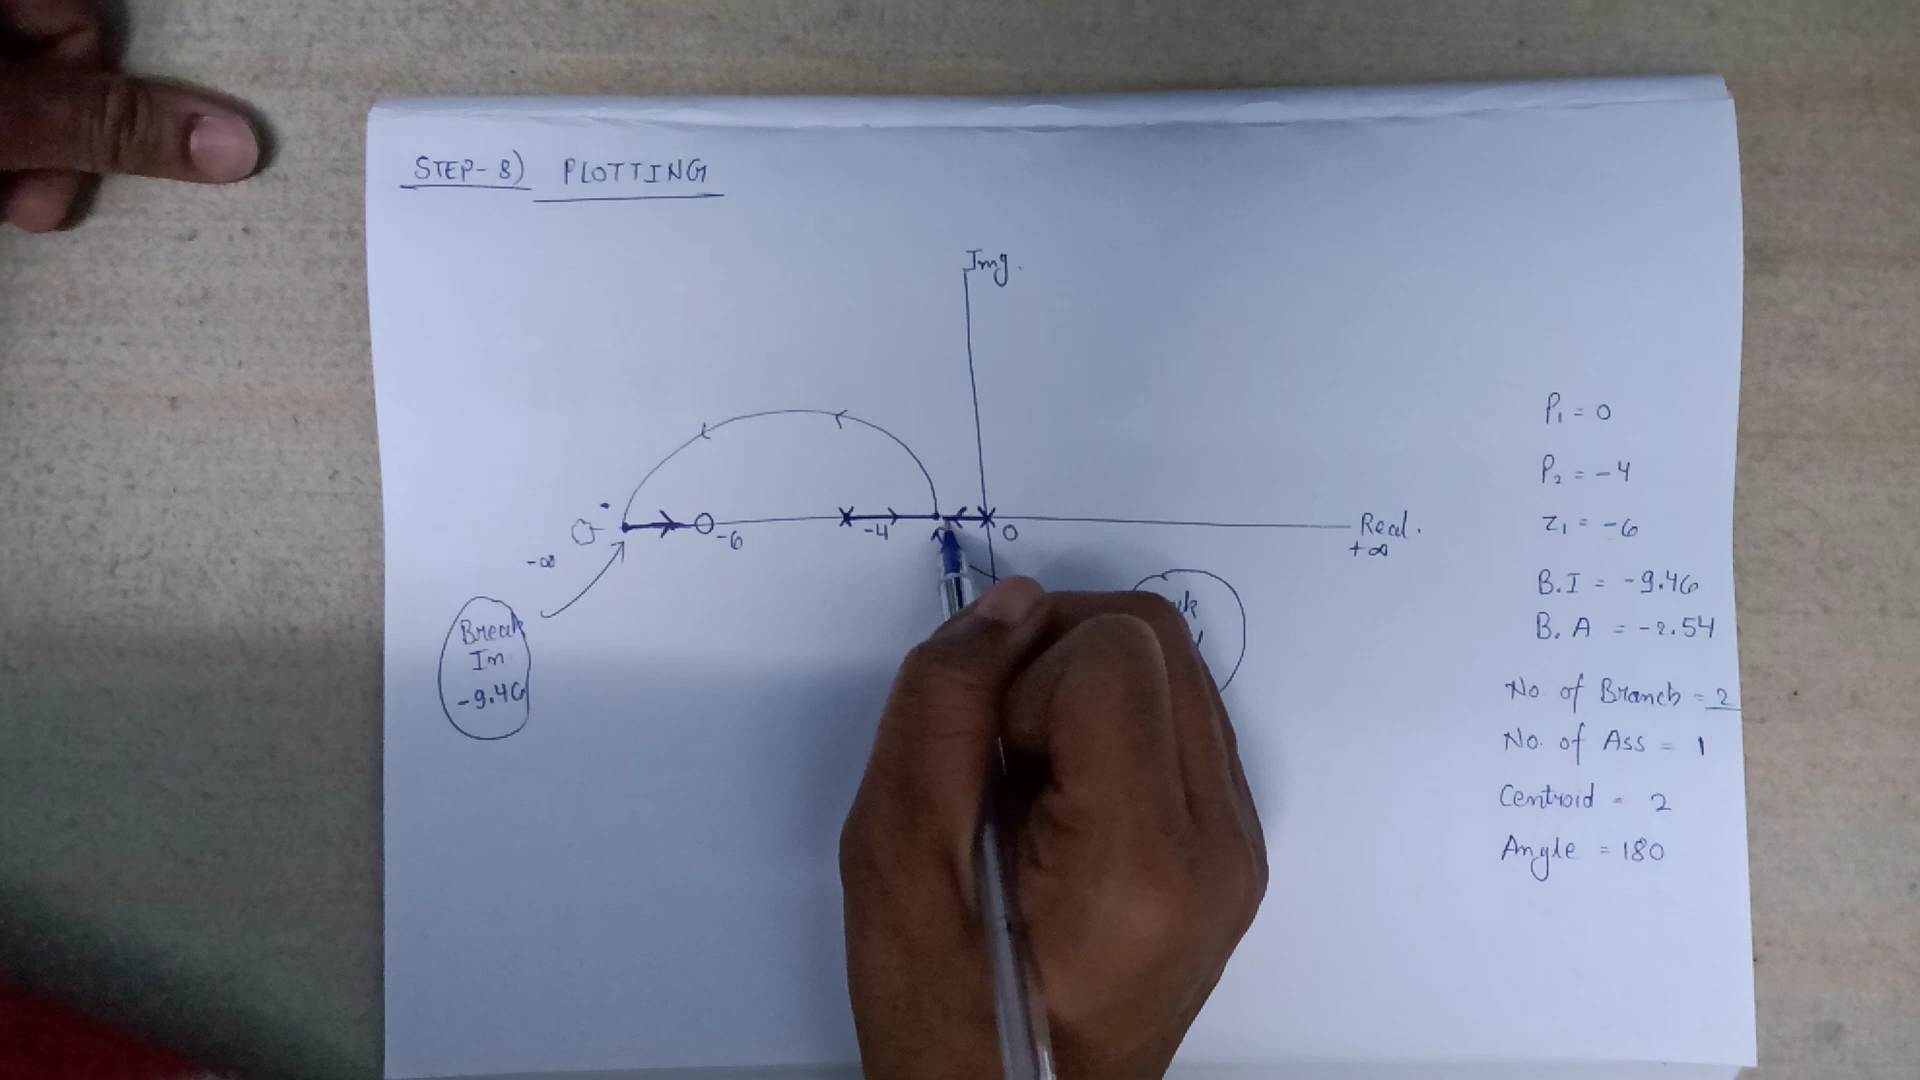 STEP-8) PLOTTING
Img.
-6
-4
0
Real.
-∞
+∞
Break
In
-9.46
P₁ = 0
P₂ = -4
Z₁ = -6
B.I = -9.46
B.A = -2.54
No of Branch = 2
No. of Ass = 1
Centroid = 2
Angle = 180